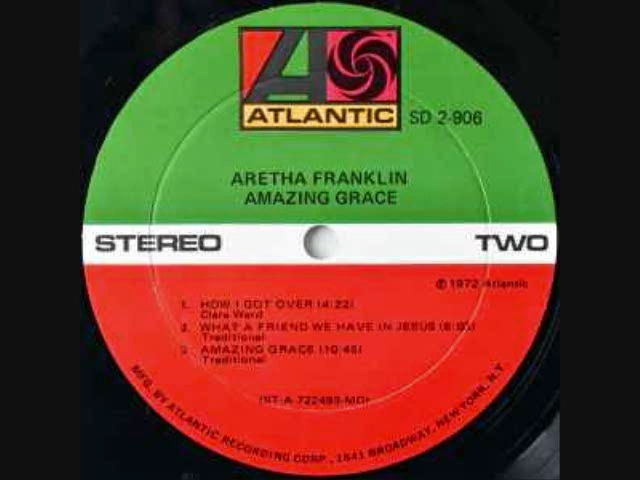 ATLANTIC
SD 2-906
ARETHA FRANKLIN
AMAZING GRACE
STEREO
TWO
℗ 1972 Atlantic
1. HOW I GOT OVER (4:22)
Clara Ward
2. WHAT A FRIEND WE HAVE IN JESUS
Traditional
3. AMAZING GRACE (10:45)
Traditional
MFG. BY ATLANTIC RECORDING CORP., 1841 BROADWAY, NEW YORK, N.Y.